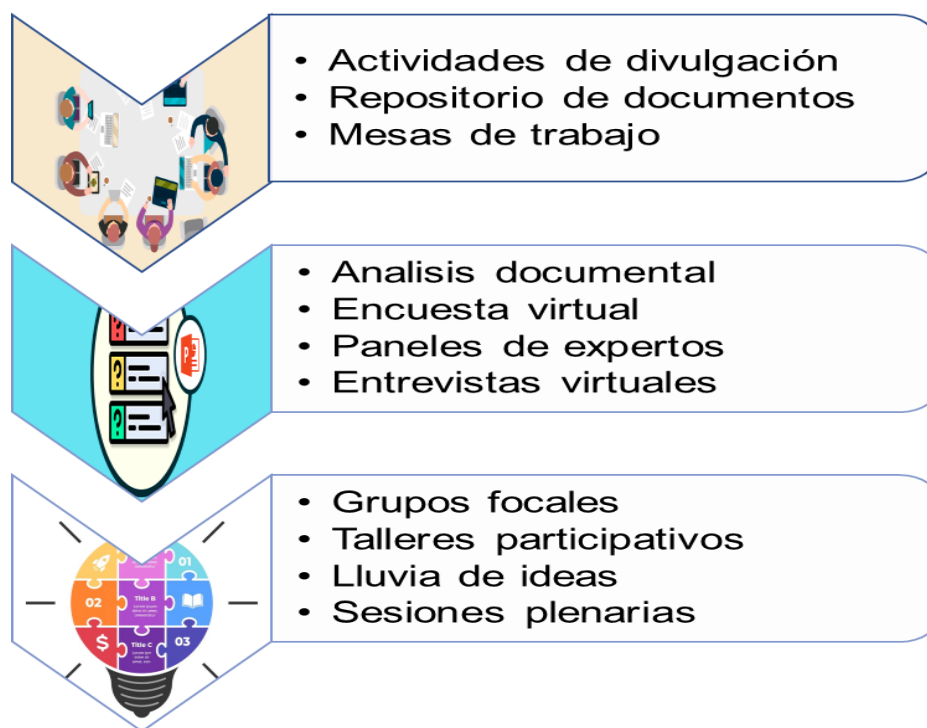 • Actividades de divulgación
• Repositorio de documentos
• Mesas de trabajo
• Analisis documental
• Encuesta virtual
• Paneles de expertos
• Entrevistas virtuales
• Grupos focales
• Talleres participativos
• Lluvia de ideas
• Sesiones plenarias
01
02
Title B
$
Title C
03